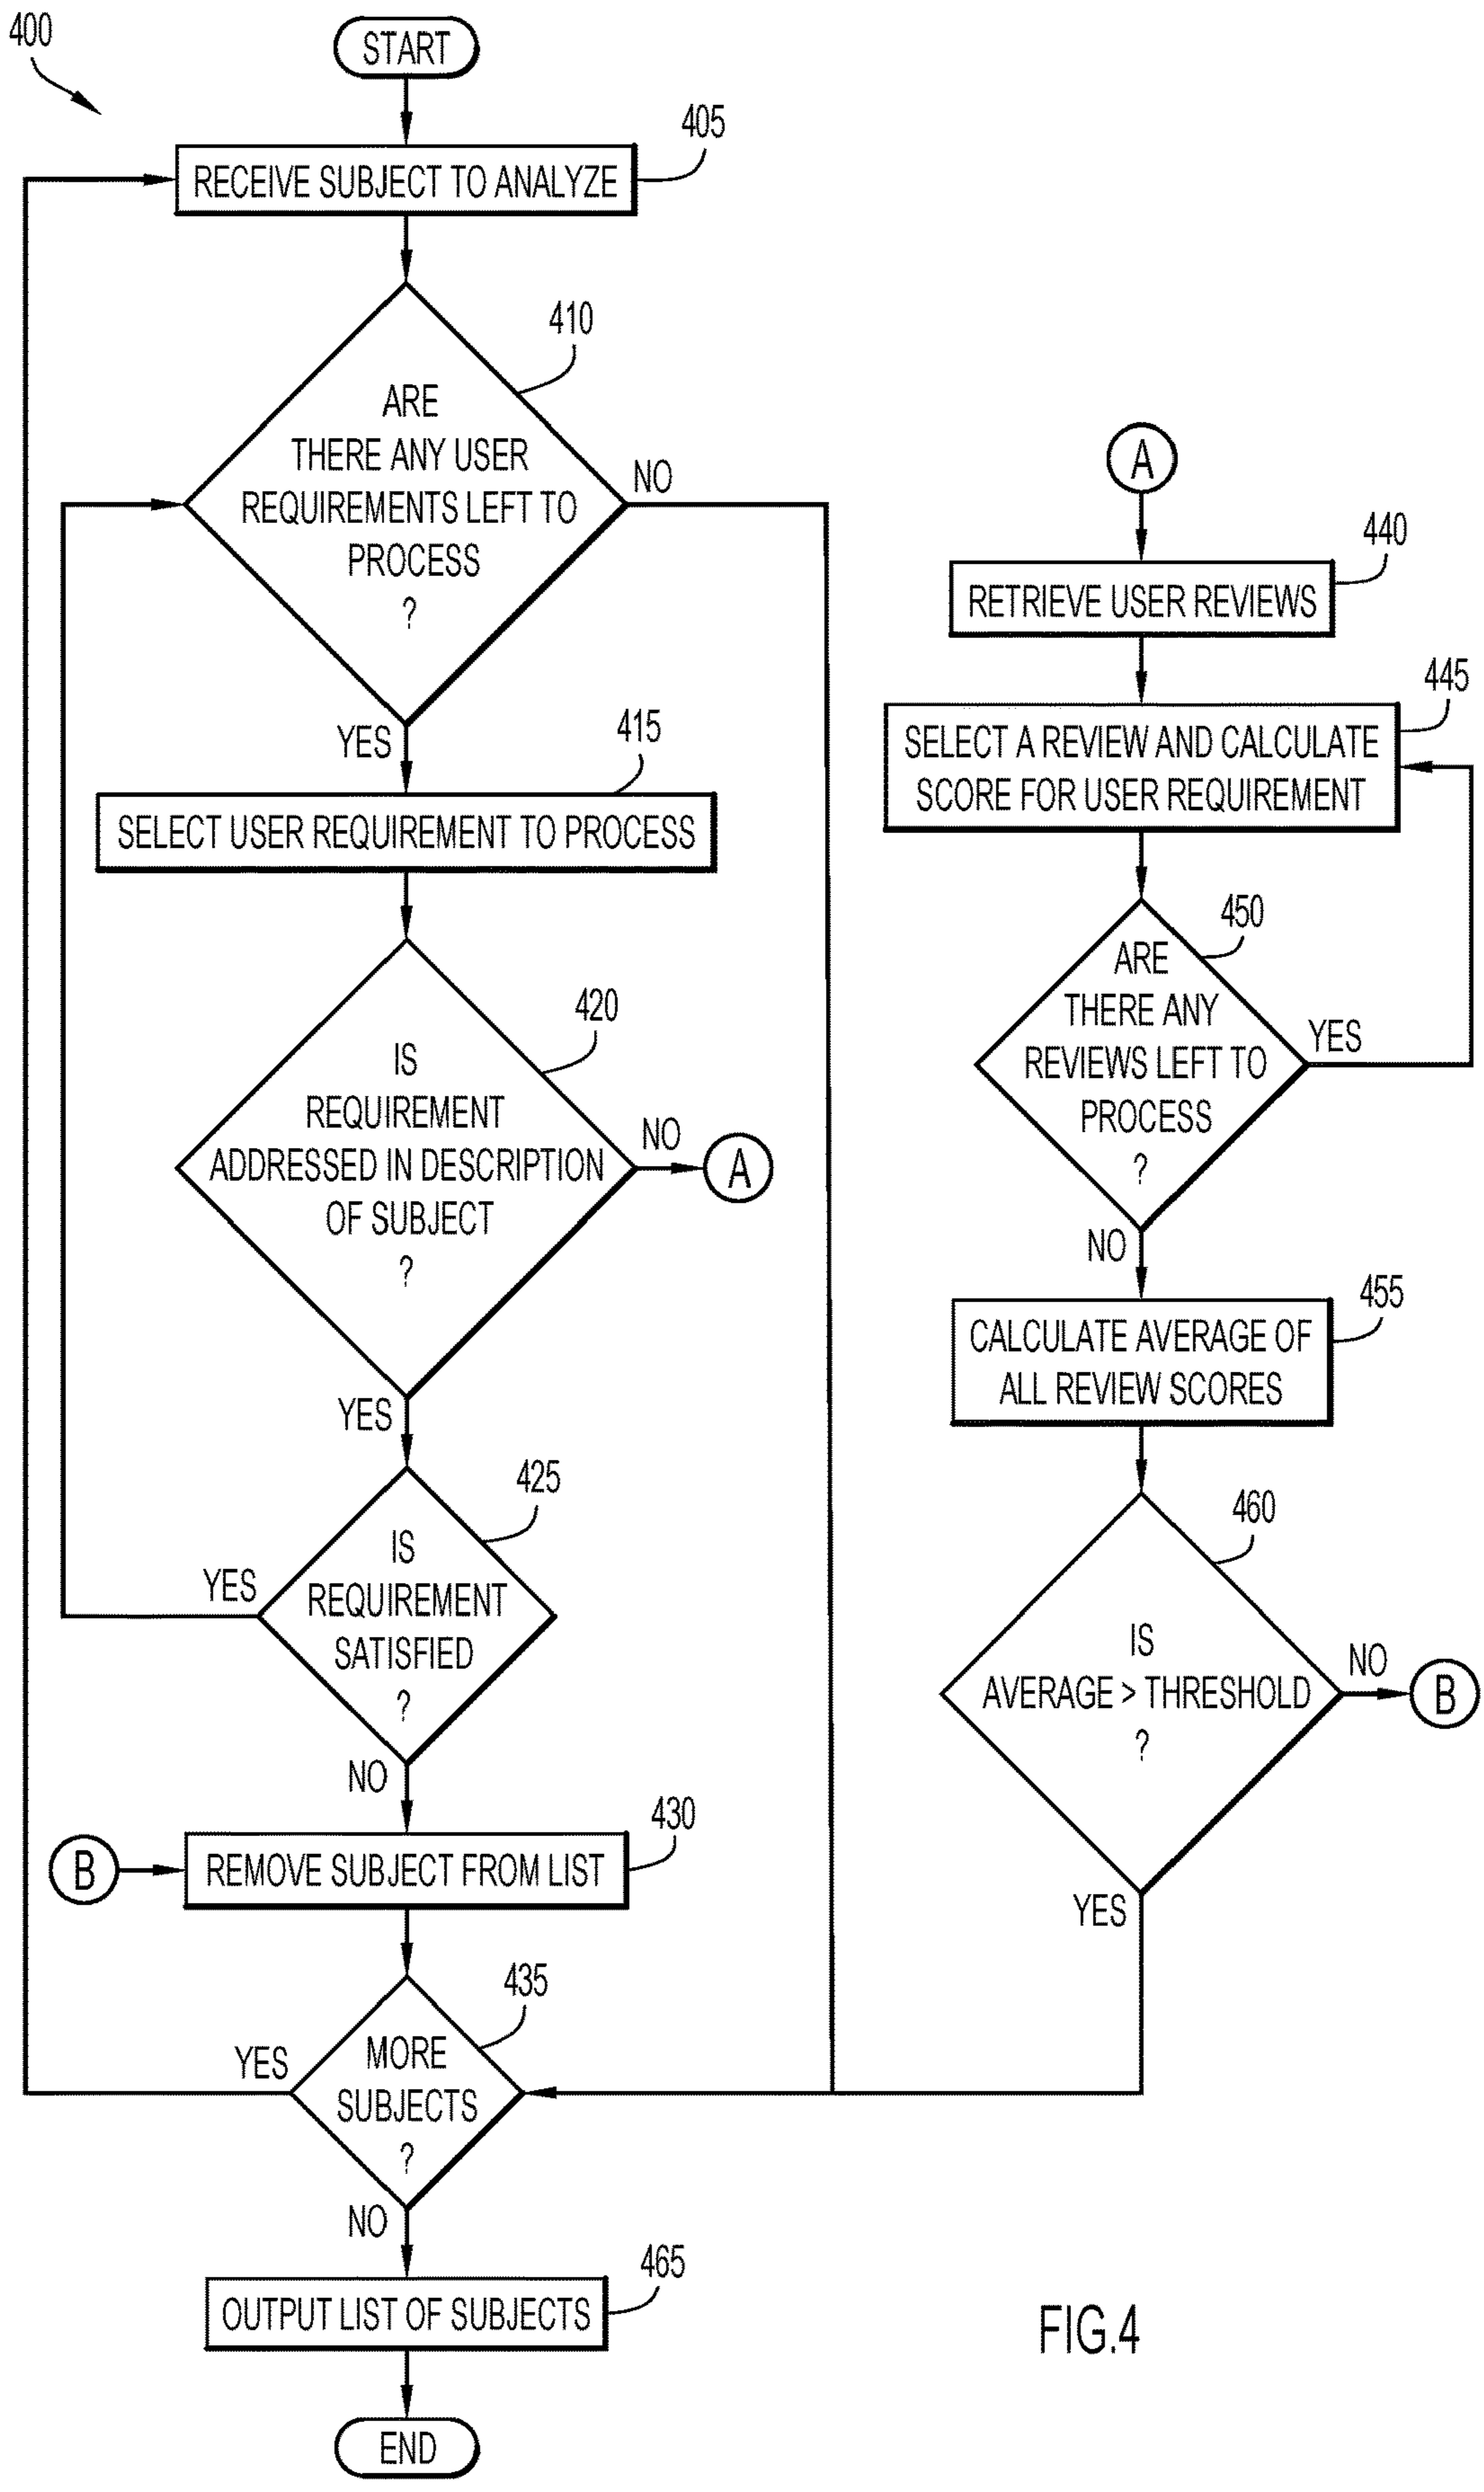 400
START
405
RECEIVE SUBJECT TO ANALYZE
410
ARE
THERE ANY USER
REQUIREMENTS LEFT TO
PROCESS
?
NO
YES
415
SELECT USER REQUIREMENT TO PROCESS
420
IS
REQUIREMENT
ADDRESSED IN DESCRIPTION
OF SUBJECT
?
NO
A
YES
425
IS
REQUIREMENT
SATISFIED
?
YES
NO
430
B
REMOVE SUBJECT FROM LIST
435
MORE
SUBJECTS
?
YES
NO
465
OUTPUT LIST OF SUBJECTS
END
A
440
RETRIEVE USER REVIEWS
445
SELECT A REVIEW AND CALCULATE
SCORE FOR USER REQUIREMENT
450
ARE
THERE ANY
REVIEWS LEFT TO
PROCESS
?
YES
NO
455
CALCULATE AVERAGE OF
ALL REVIEW SCORES
460
IS
AVERAGE > THRESHOLD
?
NO
B
YES
FIG.4